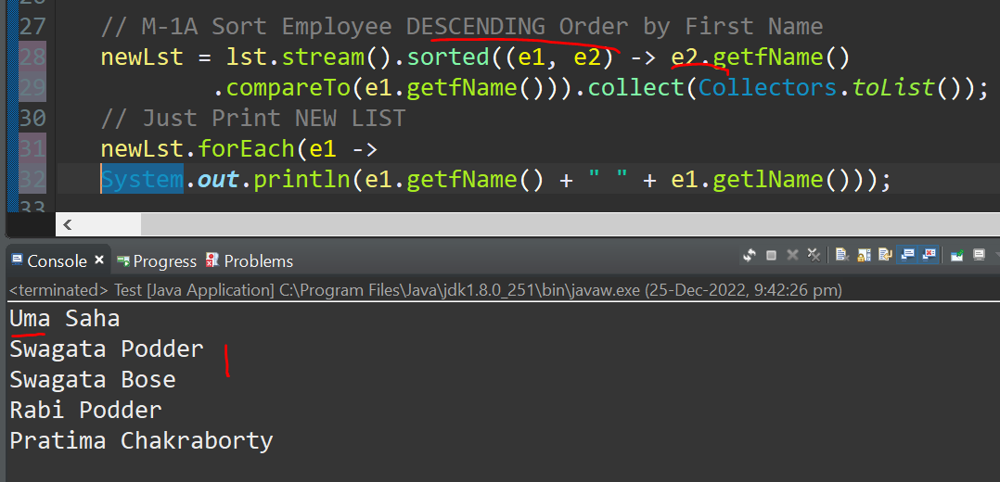 27 // M-1A Sort Employee DESCENDING Order by First Name
28 newLst = lst.stream().sorted((e1, e2) -> e2.getfName()
29 .compareTo(e1.getfName())).collect(Collectors.toList());
30 // Just Print NEW LIST
31 newLst.forEach(e1 ->
32 System.out.println(e1.getfName() + " " + e1.getlName()));
33
Console Progress Problems
<terminated> Test [Java Application] C:\Program Files\Java\jdk1.8.0_251\bin\javaw.exe (25-Dec-2022, 9:42:26 pm)
Uma Saha
Swagata Podder
Swagata Bose
Rabi Podder
Pratima Chakraborty